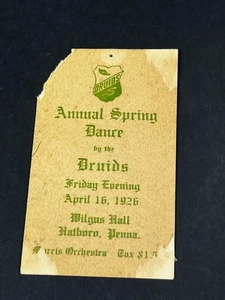 DRUIDS
Annual Spring
Dance
by the
Druids
Friday Evening
April 16, 1926
Wilgus Hall
Hatboro, Penna.
Orchestra Tax $1.5